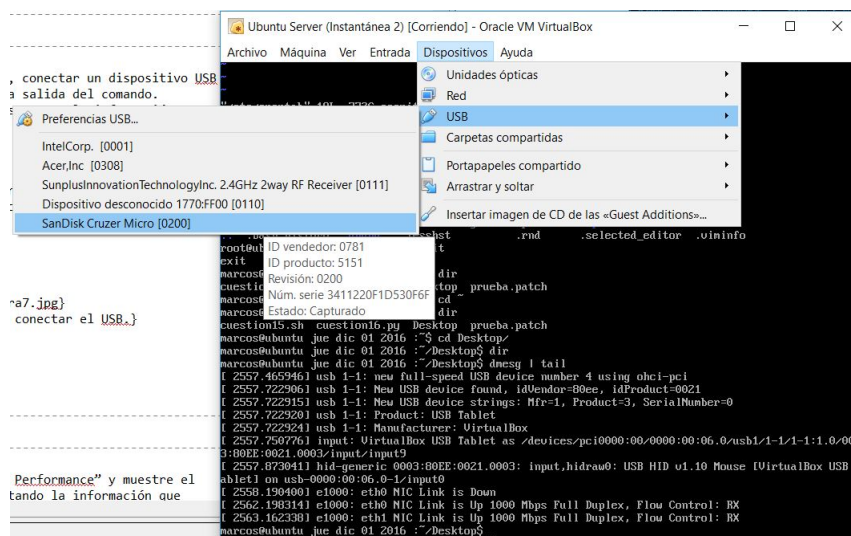 Ubuntu Server (Instantánea 2) [Corriendo] - Oracle VM VirtualBox
Archivo Máquina Ver Entrada Dispositivos Ayuda
, conectar un dispositivo USB
a salida del comando.
Unidades ópticas
Red
USB
Carpetas compartidas
Portapapeles compartido
Arrastrar y soltar
Insertar imagen de CD de las «Guest Additions»...
Preferencias USB...
IntelCorp. [0001]
Acer,Inc [0308]
SunplusInnovationTechnologyInc. 2.4GHz 2way RF Receiver [0111]
Dispositivo desconocido 1770:FF00 [0110]
SanDisk Cruzer Micro [0200]
ID vendedor: 0781
ID producto: 5151
Revisión: 0200
Núm. serie 3411220F1D530F6F
Estado: Capturado
ra7.jpg}
conectar el USB.}
Performance” y muestre el
tando la información que
.rnd .selected_editor .viminfo
exit
dir
prueba.patch
cd ~
dir
cuestion15.sh cuestion16.py Desktop prueba.patch
marcos@ubuntu jue dic 01 2016 :~$ cd Desktop/
marcos@ubuntu jue dic 01 2016 :~/Desktop$ dir
marcos@ubuntu jue dic 01 2016 :~/Desktop$ dmesg | tail
[ 2557.465946] usb 1-1: new full-speed USB device number 4 using ohci-pci
[ 2557.722906] usb 1-1: New USB device found, idVendor=80ee, idProduct=0021
[ 2557.722915] usb 1-1: New USB device strings: Mfr=1, Product=3, SerialNumber=0
[ 2557.722920] usb 1-1: Product: USB Tablet
[ 2557.722924] usb 1-1: Manufacturer: VirtualBox
[ 2557.750776] input: VirtualBox USB Tablet as /devices/pci0000:00/0000:00:06.0/usb1/1-1/1-1:1.0/00
3:80EE:0021.0003/input/input9
[ 2557.873041] hid-generic 0003:80EE:0021.0003: input,hidraw0: USB HID v1.10 Mouse [VirtualBox USB
ablet] on usb-0000:00:06.0-1/input0
[ 2558.190400] e1000: eth0 NIC Link is Down
[ 2562.198314] e1000: eth0 NIC Link is Up 1000 Mbps Full Duplex, Flow Control: RX
[ 2563.162338] e1000: eth1 NIC Link is Up 1000 Mbps Full Duplex, Flow Control: RX
marcos@ubuntu jue dic 01 2016 :~/Desktop$